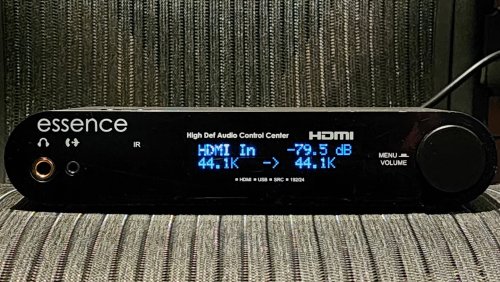 essence
High Def Audio Control Center HDMI
IR
HDMI In -79.5 dB
44.1K -> 44.1K
MENU
VOLUME
HDMI USB SRC 192/24